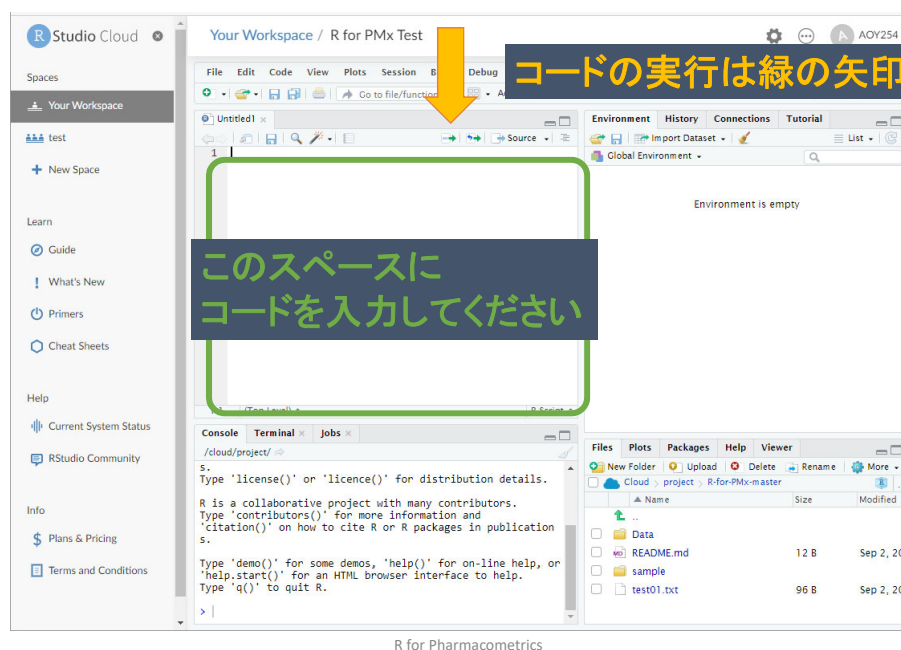 R Studio Cloud
Your Workspace / R for PMx Test
AOY254
コードの実行は緑の矢印
Spaces
Your Workspace
test
New Space
Learn
Guide
What's New
Primers
Cheat Sheets
Help
Current System Status
RStudio Community
Info
Plans & Pricing
Terms and Conditions
File Edit Code View Plots Session B Debug
Go to file/function
Untitled1
Source
1
このスペースに
コードを入力してください
(Top Level)
R Script
Console Terminal Jobs
/cloud/project/
s.
Type 'license()' or 'licence()' for distribution details.
R is a collaborative project with many contributors.
Type 'contributors()' for more information and
'citation()' on how to cite R or R packages in publication
s.
Type 'demo()' for some demos, 'help()' for on-line help, or
'help.start()' for an HTML browser interface to help.
Type 'q()' to quit R.
>
Environment History Connections Tutorial
Import Dataset
List
Global Environment
Environment is empty
Files Plots Packages Help Viewer
New Folder Upload Delete Rename More
Cloud project R-for-PMx-master
Name Size Modified
..
Data
README.md 12 B Sep 2, 20
sample
test01.txt 96 B Sep 2, 20
R for Pharmacometrics